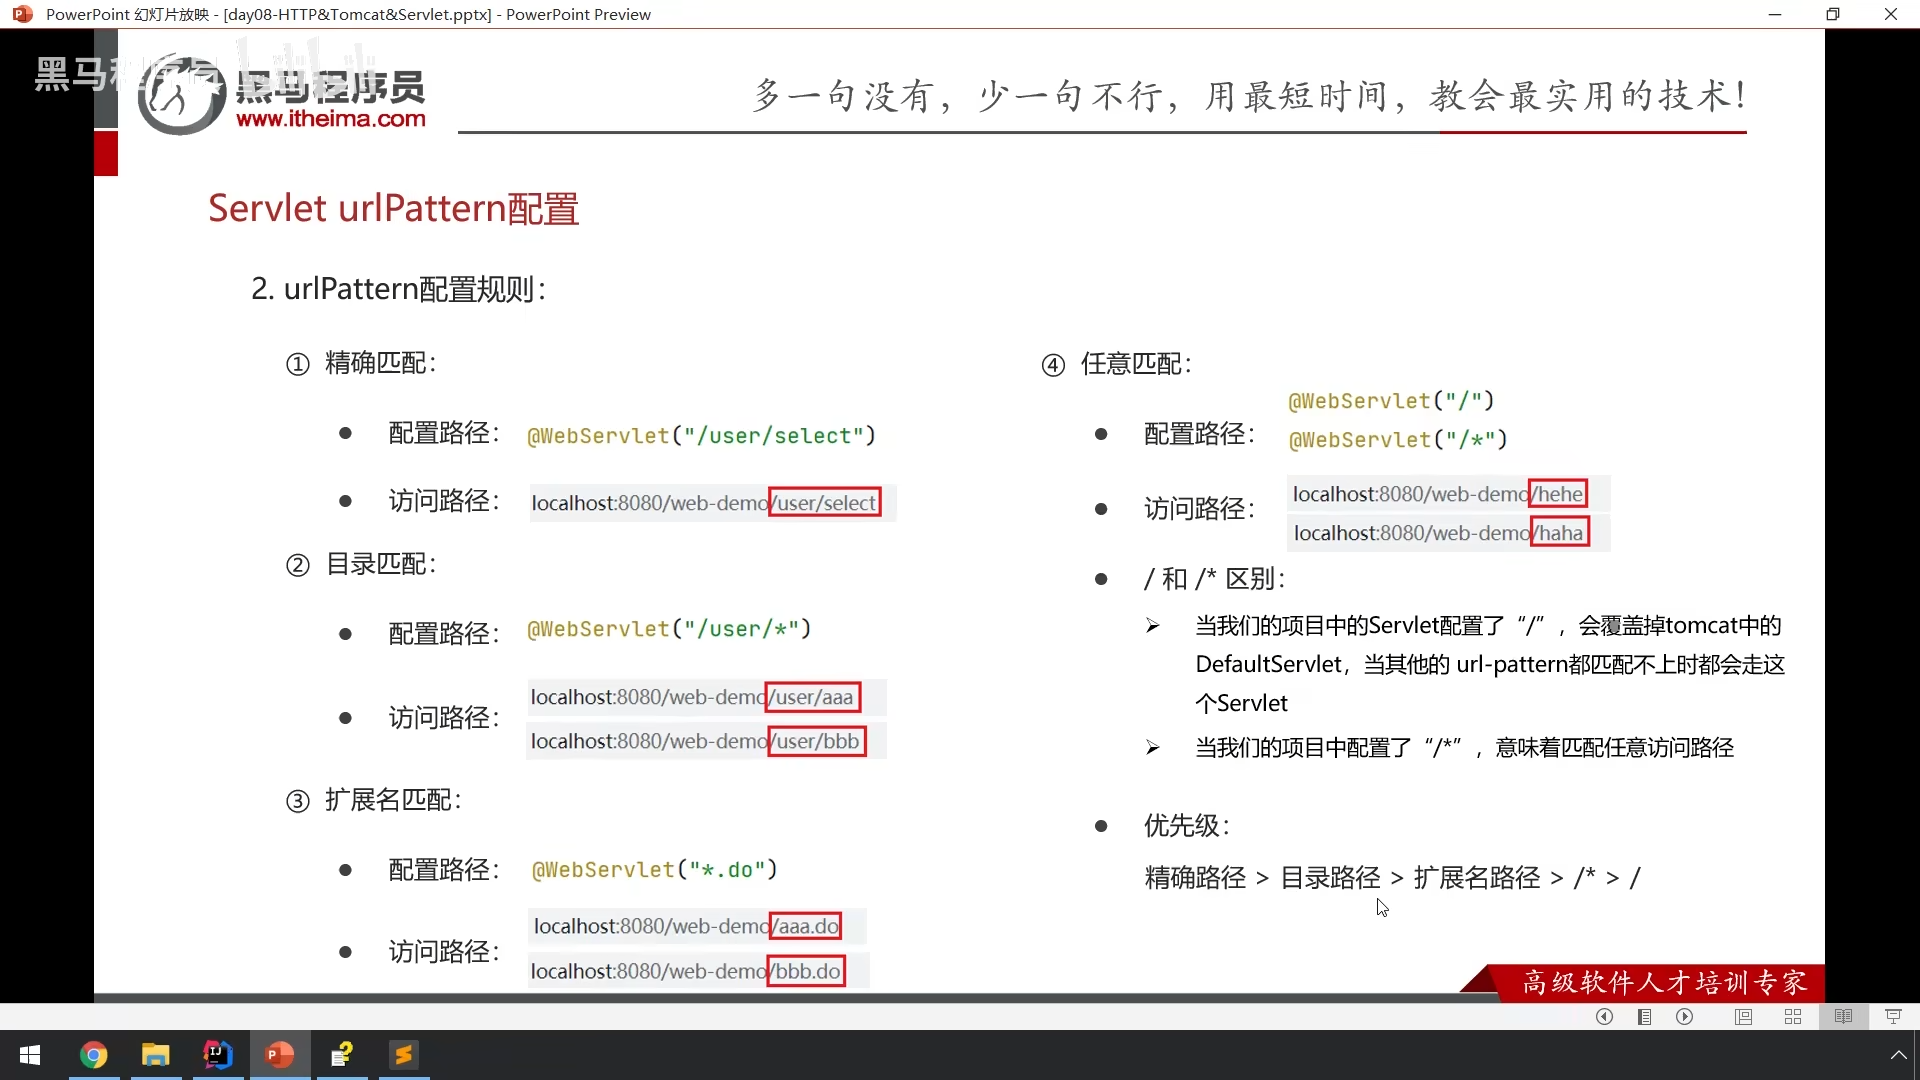 PowerPoint 幻灯片放映 - [day08-HTTP&Tomcat&Servlet.pptx] - PowerPoint Preview
黑马程序员
www.itheima.com
多一句没有，少一句不行，用最短时间，教会最实用的技术！
Servlet urlPattern配置
2. urlPattern配置规则：
① 精确匹配：
配置路径： @WebServlet("/user/select")
访问路径： localhost:8080/web-demo/user/select
② 目录匹配：
配置路径： @WebServlet("/user/*")
访问路径：
localhost:8080/web-demo/user/aaa
localhost:8080/web-demo/user/bbb
③ 扩展名匹配：
配置路径： @WebServlet("*.do")
访问路径：
localhost:8080/web-demo/aaa.do
localhost:8080/web-demo/bbb.do
④ 任意匹配：
配置路径：
@WebServlet("/")
@WebServlet("/*")
访问路径：
localhost:8080/web-demo/hehe
localhost:8080/web-demo/haha
/ 和 /* 区别：
当我们的项目中的Servlet配置了“/”，会覆盖掉tomcat中的
DefaultServlet，当其他的 url-pattern都匹配不上时都会走这
个Servlet
当我们的项目中配置了“/*”，意味着匹配任意访问路径
优先级：
精确路径 > 目录路径 > 扩展名路径 > /* > /
高级软件人才培训专家